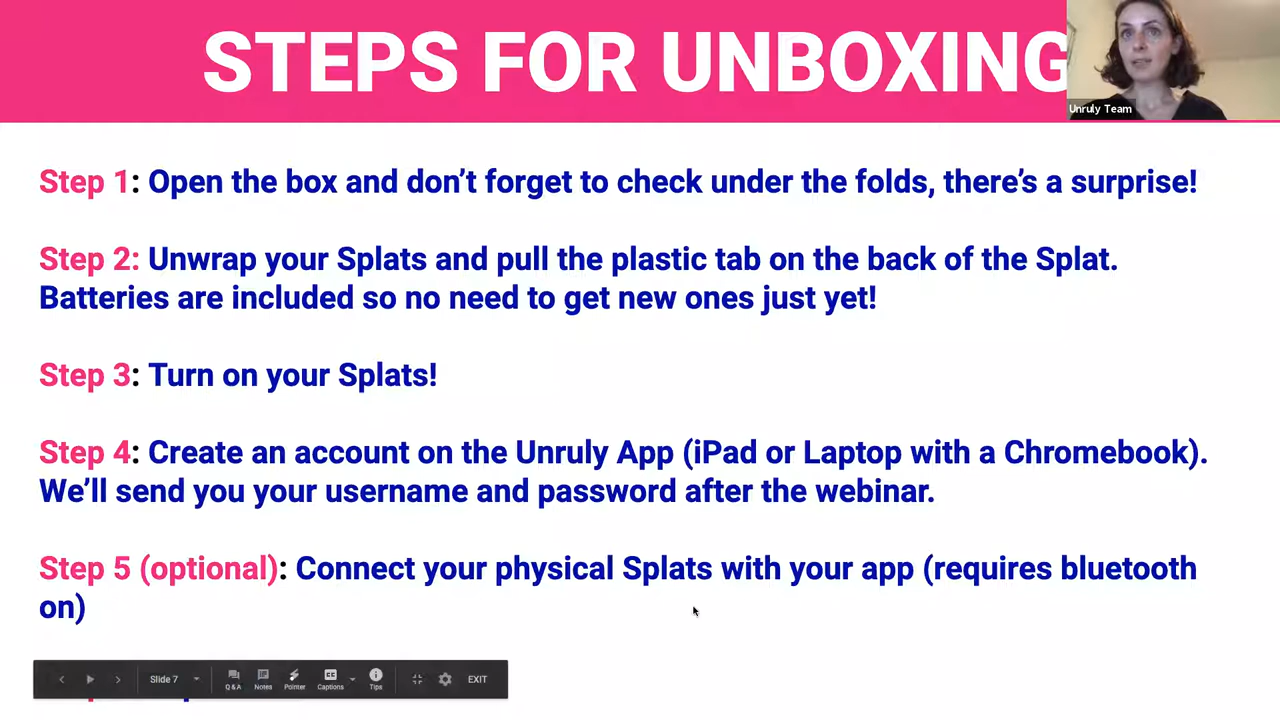 STEPS FOR UNBOXING
Unruly Team
Step 1: Open the box and don’t forget to check under the folds, there’s a surprise!
Step 2: Unwrap your Splats and pull the plastic tab on the back of the Splat.
Batteries are included so no need to get new ones just yet!
Step 3: Turn on your Splats!
Step 4: Create an account on the Unruly App (iPad or Laptop with a Chromebook).
We’ll send you your username and password after the webinar.
Step 5 (optional): Connect your physical Splats with your app (requires bluetooth
on)
Slide 7 Q&A Notes Pointer CC Captions Tips EXIT